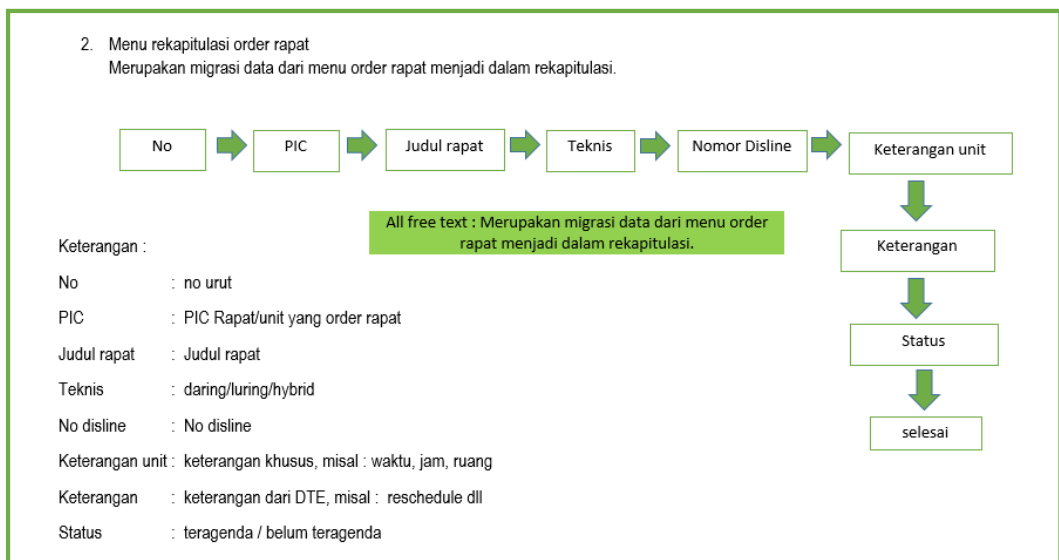 2. Menu rekapitulasi order rapat
Merupakan migrasi data dari menu order rapat menjadi dalam rekapitulasi.
No
PIC
Judul rapat
Teknis
Nomor Disline
Keterangan unit
All free text : Merupakan migrasi data dari menu order
rapat menjadi dalam rekapitulasi.
Keterangan
Status
selesai
Keterangan :
No : no urut
PIC : PIC Rapat/unit yang order rapat
Judul rapat : Judul rapat
Teknis : daring/luring/hybrid
No disline : No disline
Keterangan unit : keterangan khusus, misal : waktu, jam, ruang
Keterangan : keterangan dari DTE, misal : reschedule dll
Status : teragenda / belum teragenda